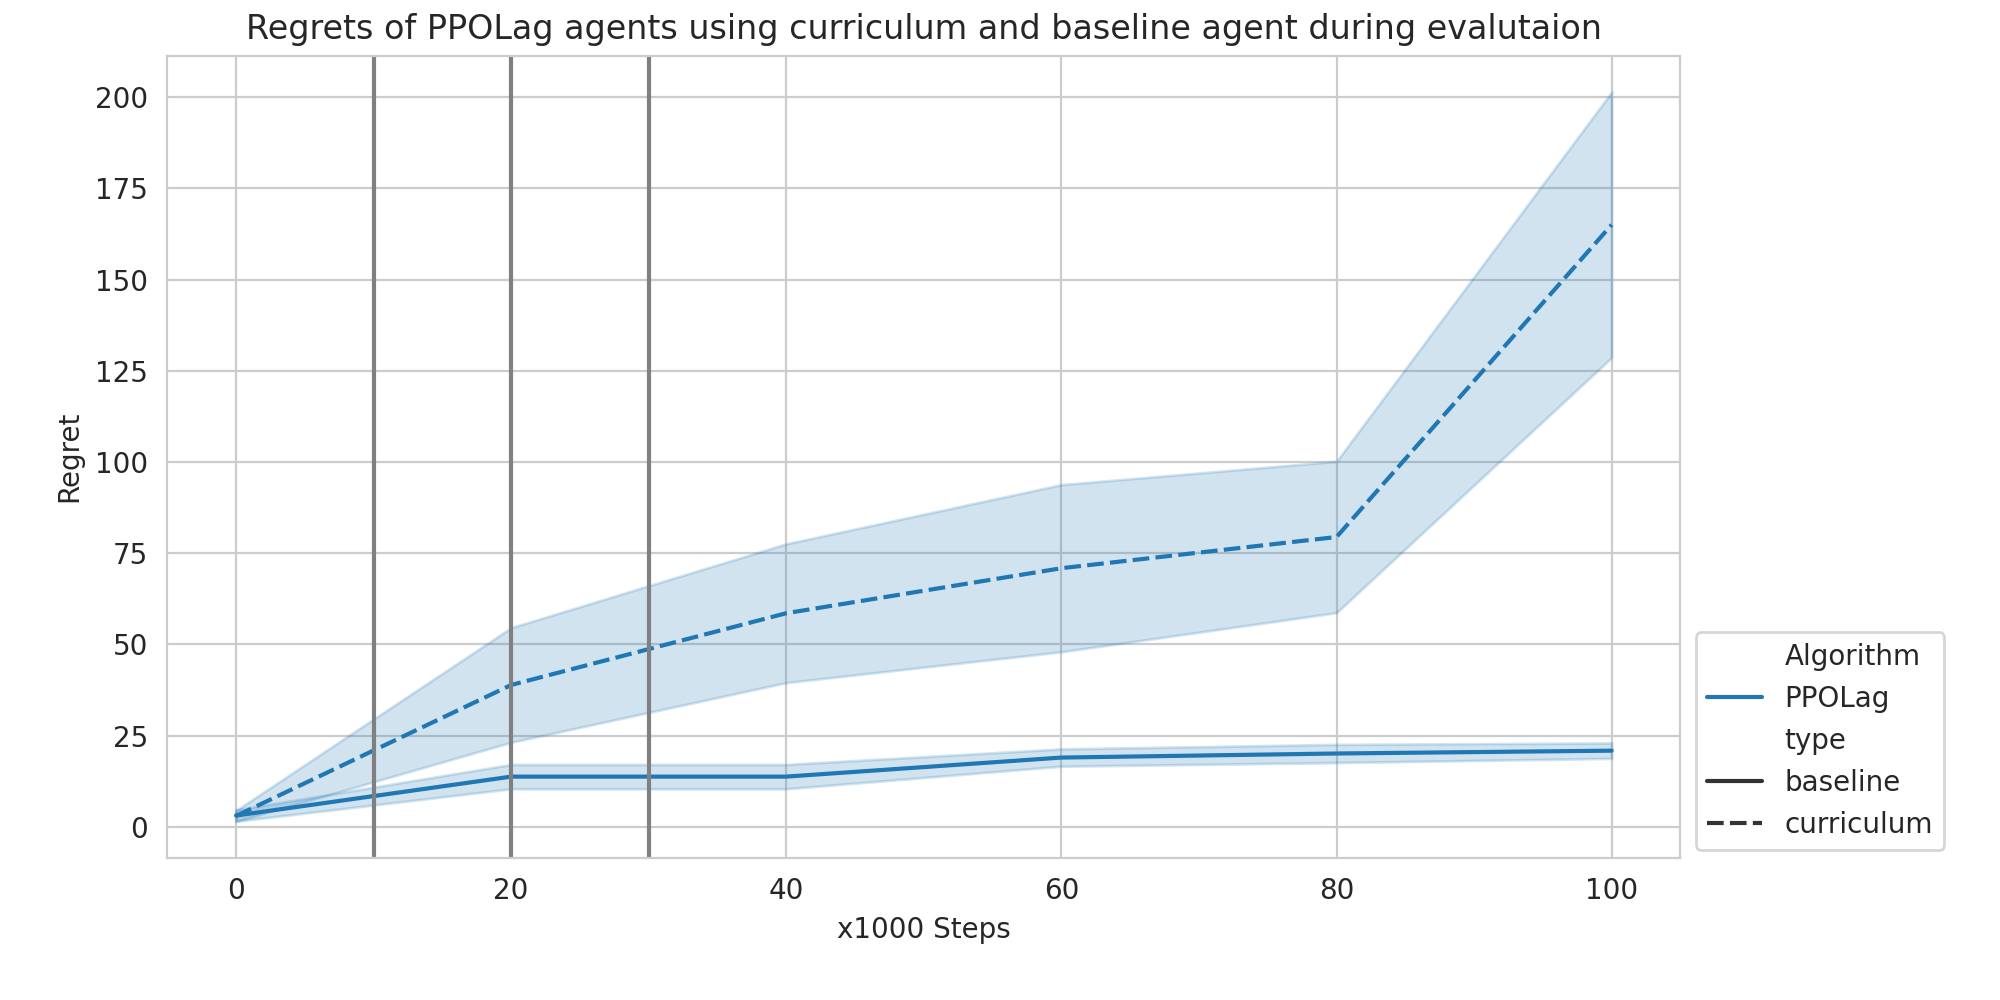 Regrets of PPOLag agents using curriculum and baseline agent during evalutaion
200
175
150
125
100
75
50
25
0
Regret
0 20 40 60 80 100
x1000 Steps
Algorithm
PPOLag
type
baseline
curriculum